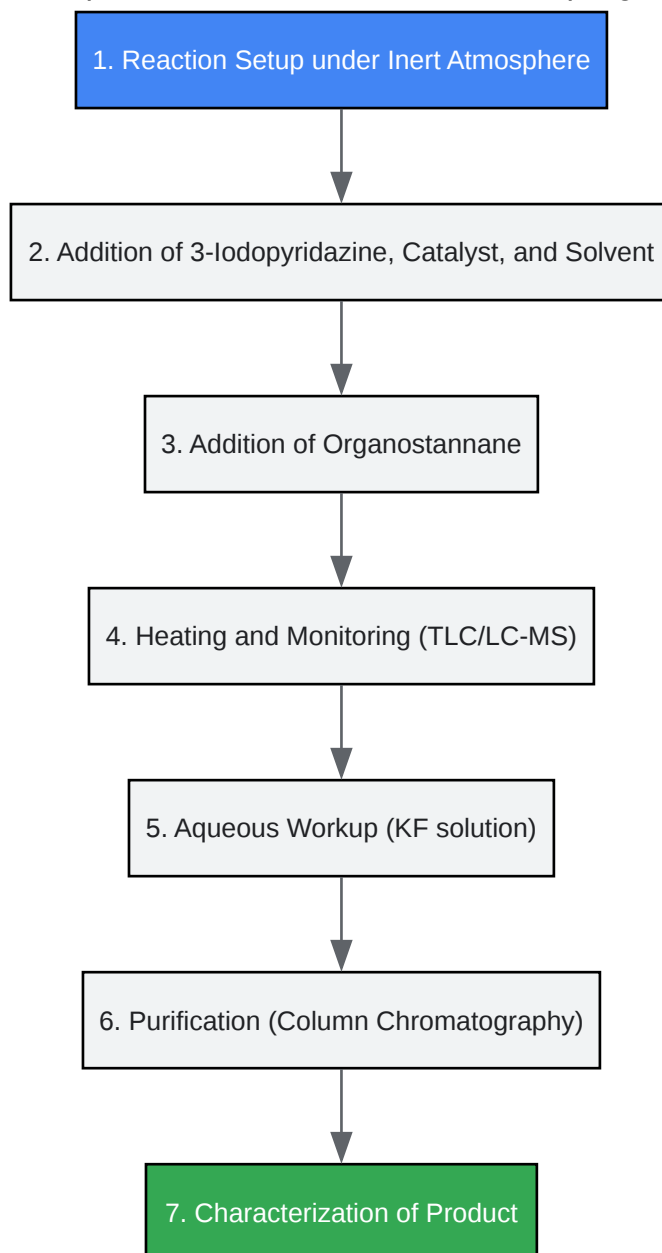 1. Reaction Setup under Inert Atmosphere
2. Addition of 3-Iodopyridazine, Catalyst, and Solvent
3. Addition of Organostannane
4. Heating and Monitoring (TLC/LC-MS)
5. Aqueous Workup (KF solution)
6. Purification (Column Chromatography)
7. Characterization of Product